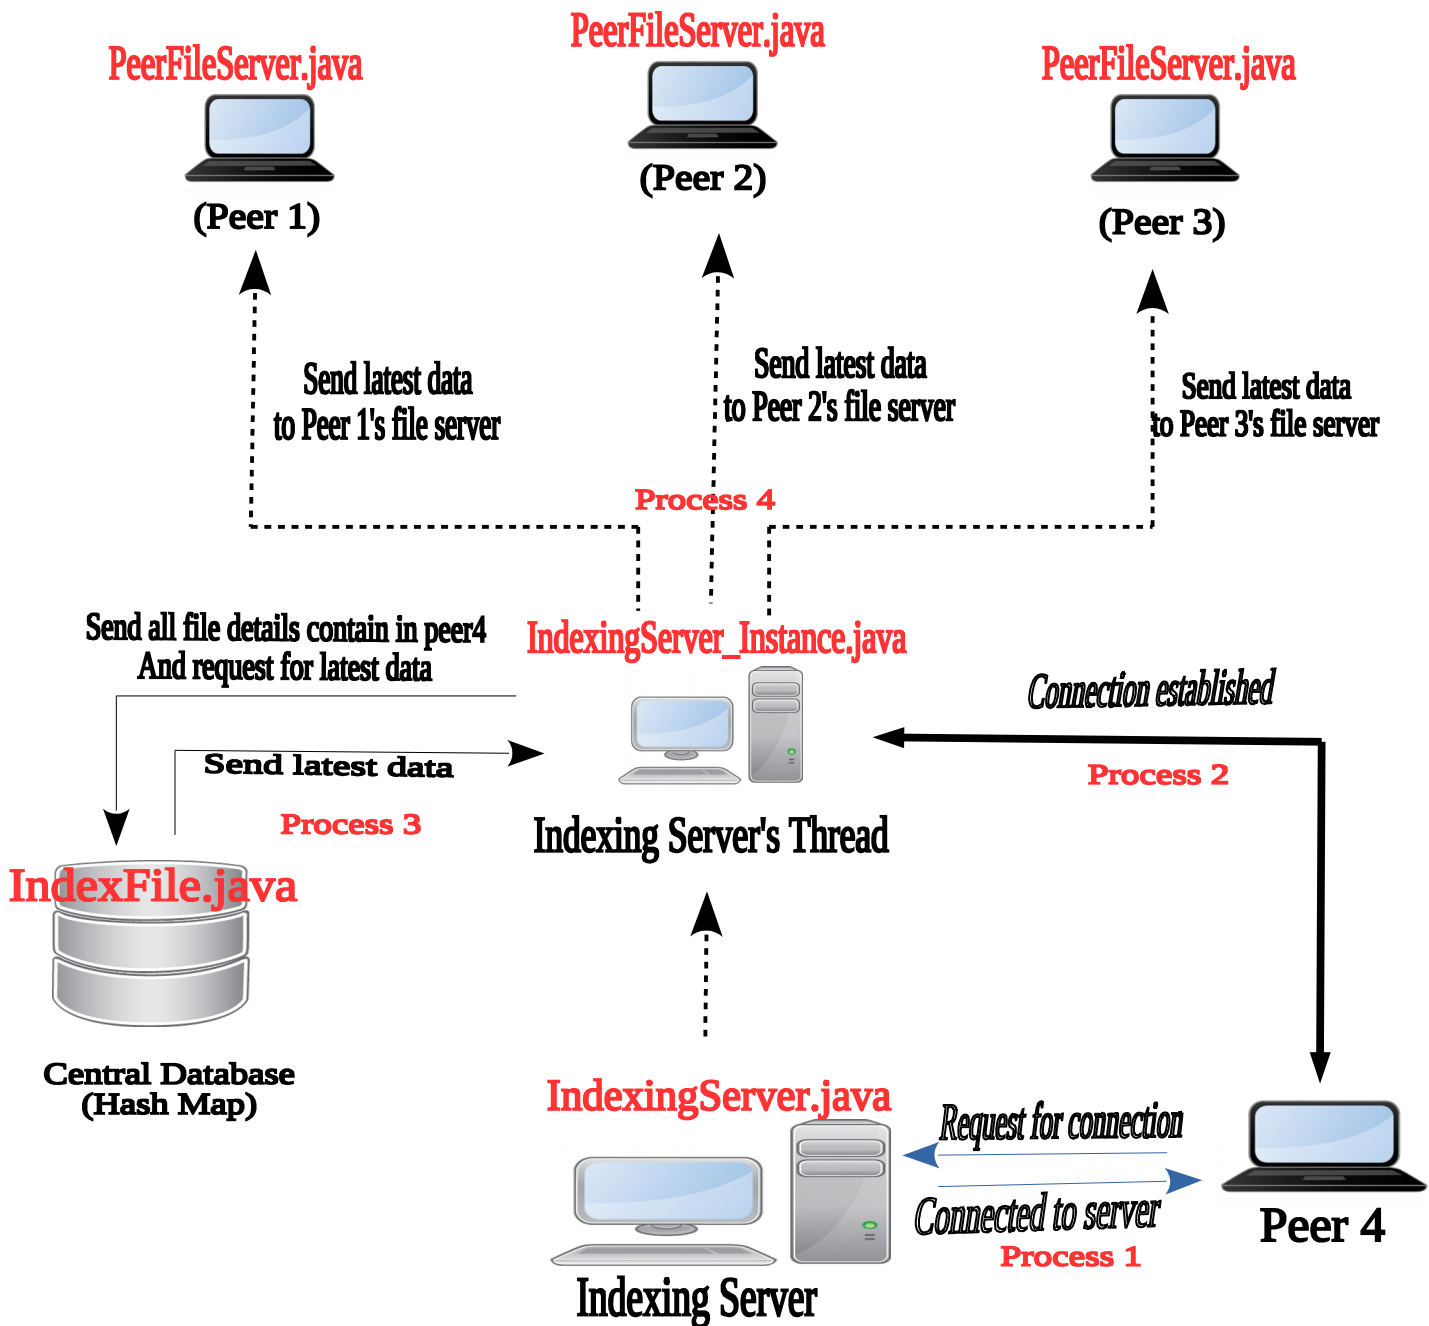 PeerFileServer.java
PeerFileServer.java
PeerFileServer.java
(Peer 1)
(Peer 2)
(Peer 3)
Send latest data
to Peer 1's file server
Send latest data
to Peer 2's file server
Send latest data
to Peer 3's file server
Process 4
Send all file details contain in peer4
And request for latest data
IndexingServer_Instance.java
Connection established
Send latest data
Process 2
Process 3
Indexing Server's Thread
IndexFile.java
Central Database
(Hash Map)
IndexingServer.java
Request for connection
Connected to server
Process 1
Peer 4
Indexing Server